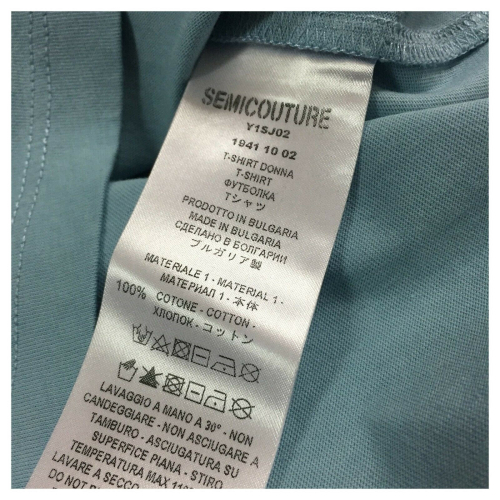 SEMICOUTURE
Y1SJ02
1941 10 02
T-SHIRT DONNA
T-SHIRT
ФУТБОЛКА
Tシャツ
PRODOTTO IN BULGARIA
MADE IN BULGARIA
СДЕЛАНО В БОЛГАРИИ
ブルガリア製
MATERIALE 1 - MATERIAL 1 -
МАТЕРИАЛ 1 - 本体
100% COTONE - COTTON -
ХЛОПОК - コットン
LAVAGGIO A MANO A 30° - NON
CANDEGGIARE - NON ASCIUGARE A
TAMBURO - ASCIUGATURA SU
SUPERFICE PIANA - STIRO
TEMPERATURA MAX 110°
LAVARE A SECCO
DO NOT